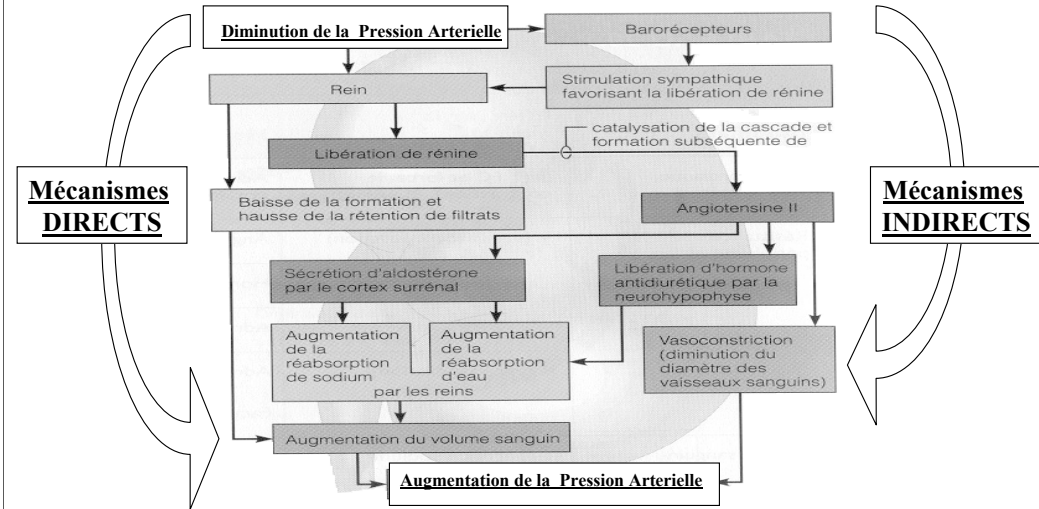 Diminution de la Pression Arterielle
Barorécepteurs
Rein
Stimulation sympathique
favorisant la libération de rénine
Libération de rénine
catalysation de la cascade et
formation subséquente de
Mécanismes
DIRECTS
Mécanismes
INDIRECTS
Baisse de la formation et
hausse de la rétention de filtrats
Angiotensine II
Sécrétion d'aldostérone
par le cortex surrénal
Libération d'hormone
antidiurétique par la
neurohypophyse
Augmentation
de la
réabsorption
de sodium
Augmentation
de la
réabsorption
d'eau
par les reins
Vasoconstriction
(diminution du
diamètre des
vaisseaux sanguins)
Augmentation du volume sanguin
Augmentation de la Pression Arterielle